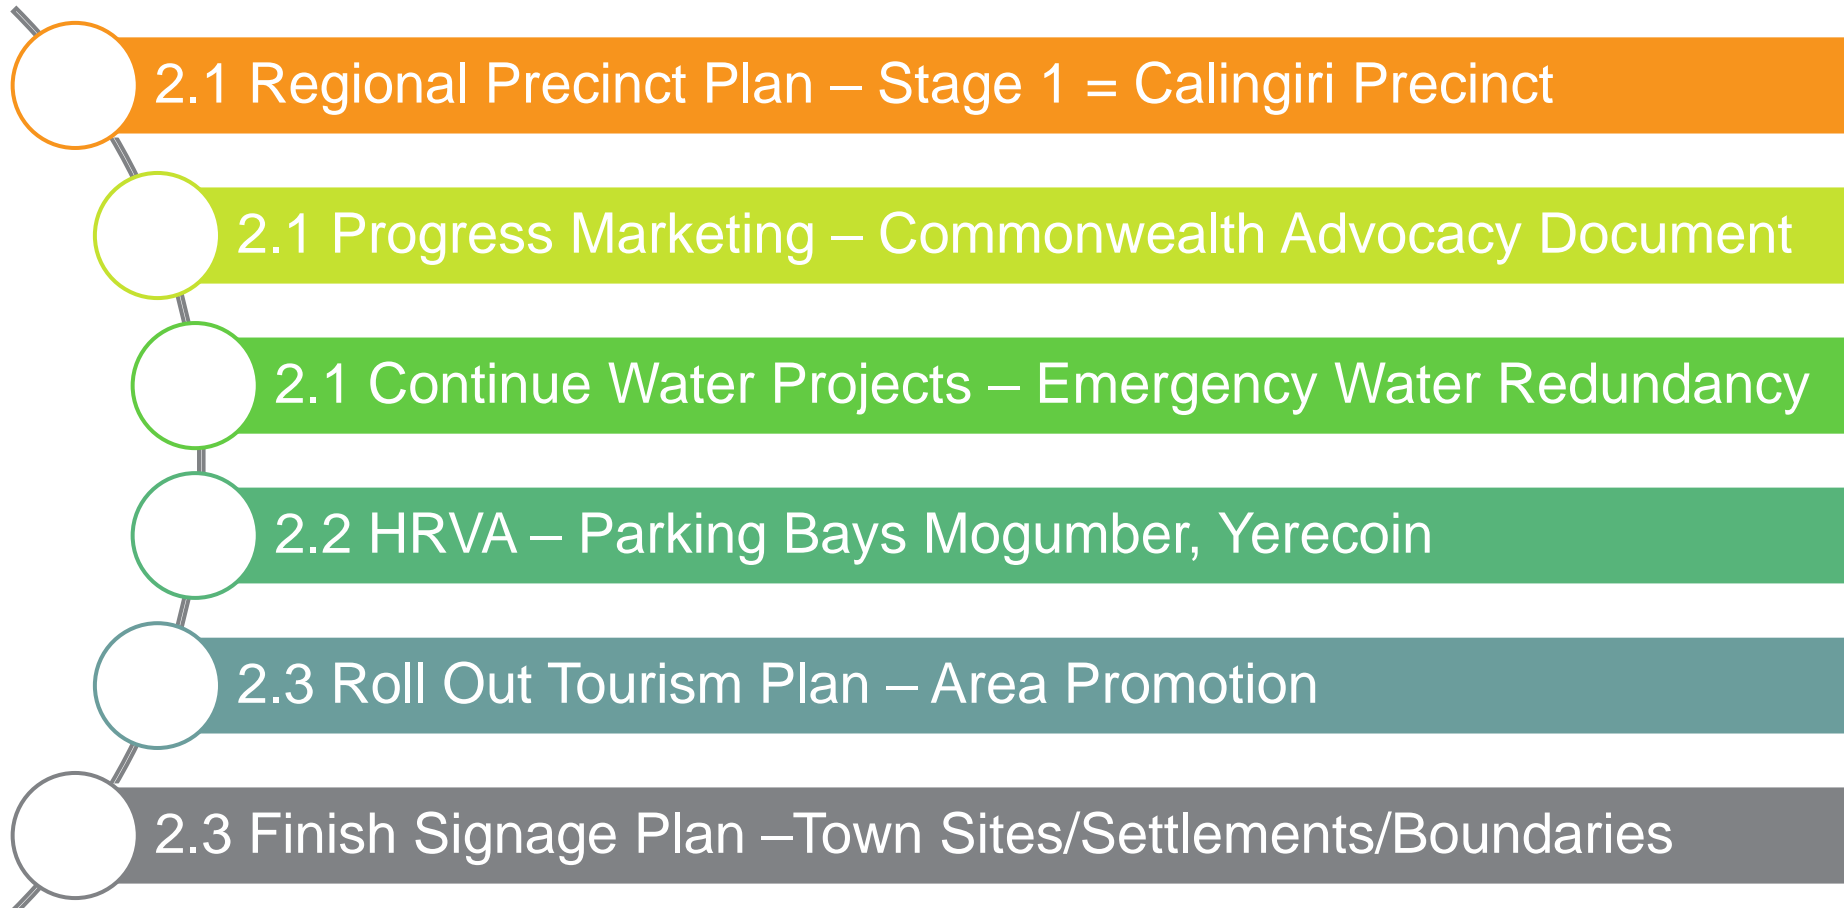 2.1 Regional Precinct Plan – Stage 1 = Calingiri Precinct
2.1 Progress Marketing – Commonwealth Advocacy Document
2.1 Continue Water Projects – Emergency Water Redundancy
2.2 HRVA – Parking Bays Mogumber, Yerecoin
2.3 Roll Out Tourism Plan – Area Promotion
2.3 Finish Signage Plan –Town Sites/Settlements/Boundaries